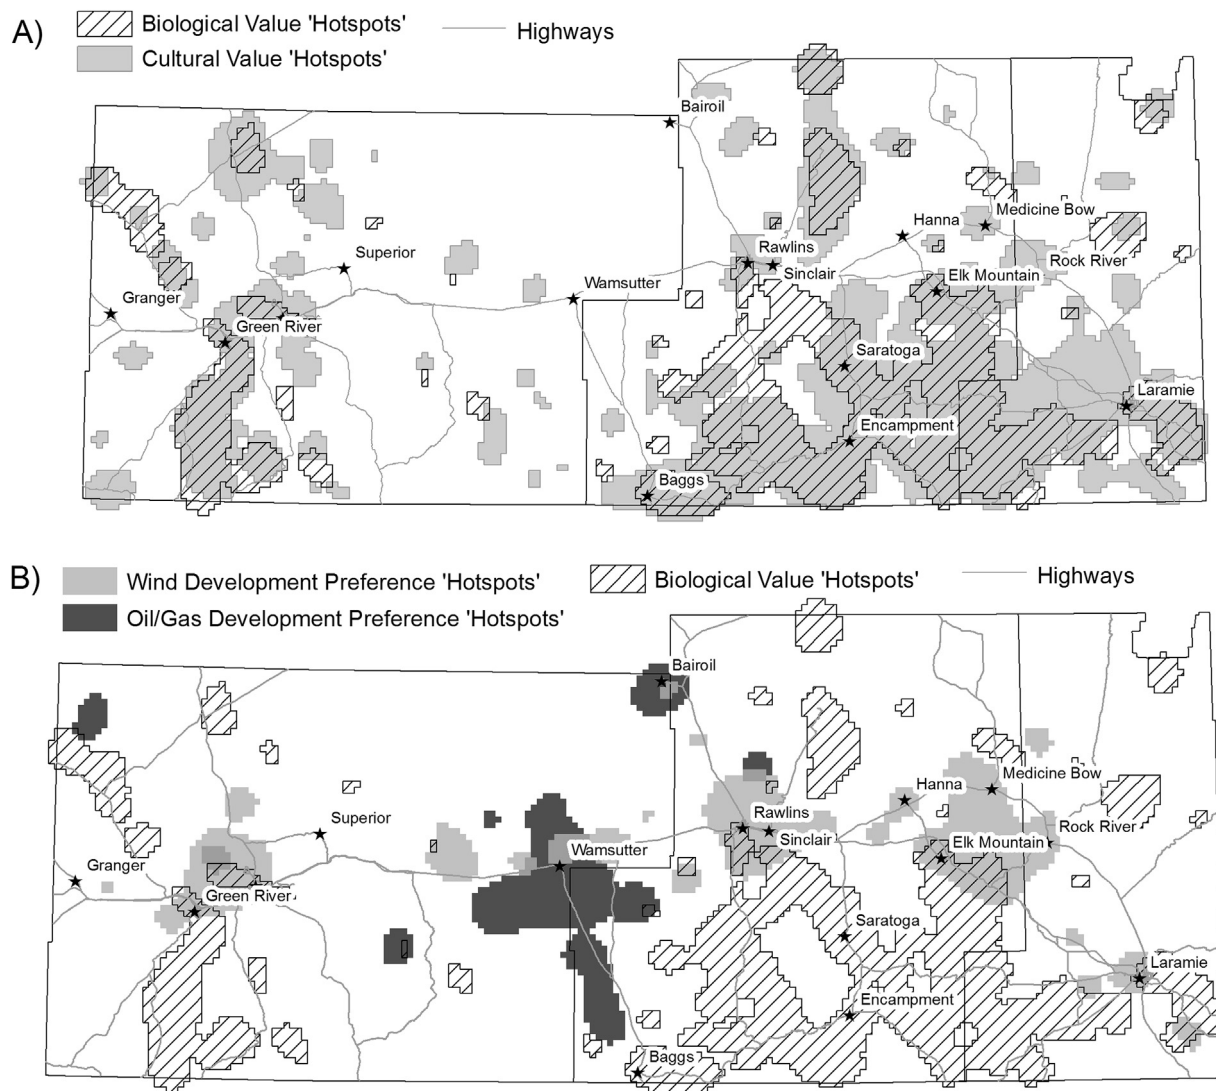 A)
Biological Value 'Hotspots'
Highways
Cultural Value 'Hotspots'
Bairoil
Medicine Bow
Hanna
Rawlins
Superior
Sinclair
Rock River
Elk Mountain
Wamsutter
Granger
Green River
Saratoga
Laramie
Encampment
Baggs
B)
Wind Development Preference 'Hotspots'
Biological Value 'Hotspots'
Highways
Oil/Gas Development Preference 'Hotspots'
Bairoil
Medicine Bow
Hanna
Rawlins
Superior
Rock River
Sinclair
Elk Mountain
Wamsutter
Granger
Green River
Saratoga
Laramie
Encampment
Baggs